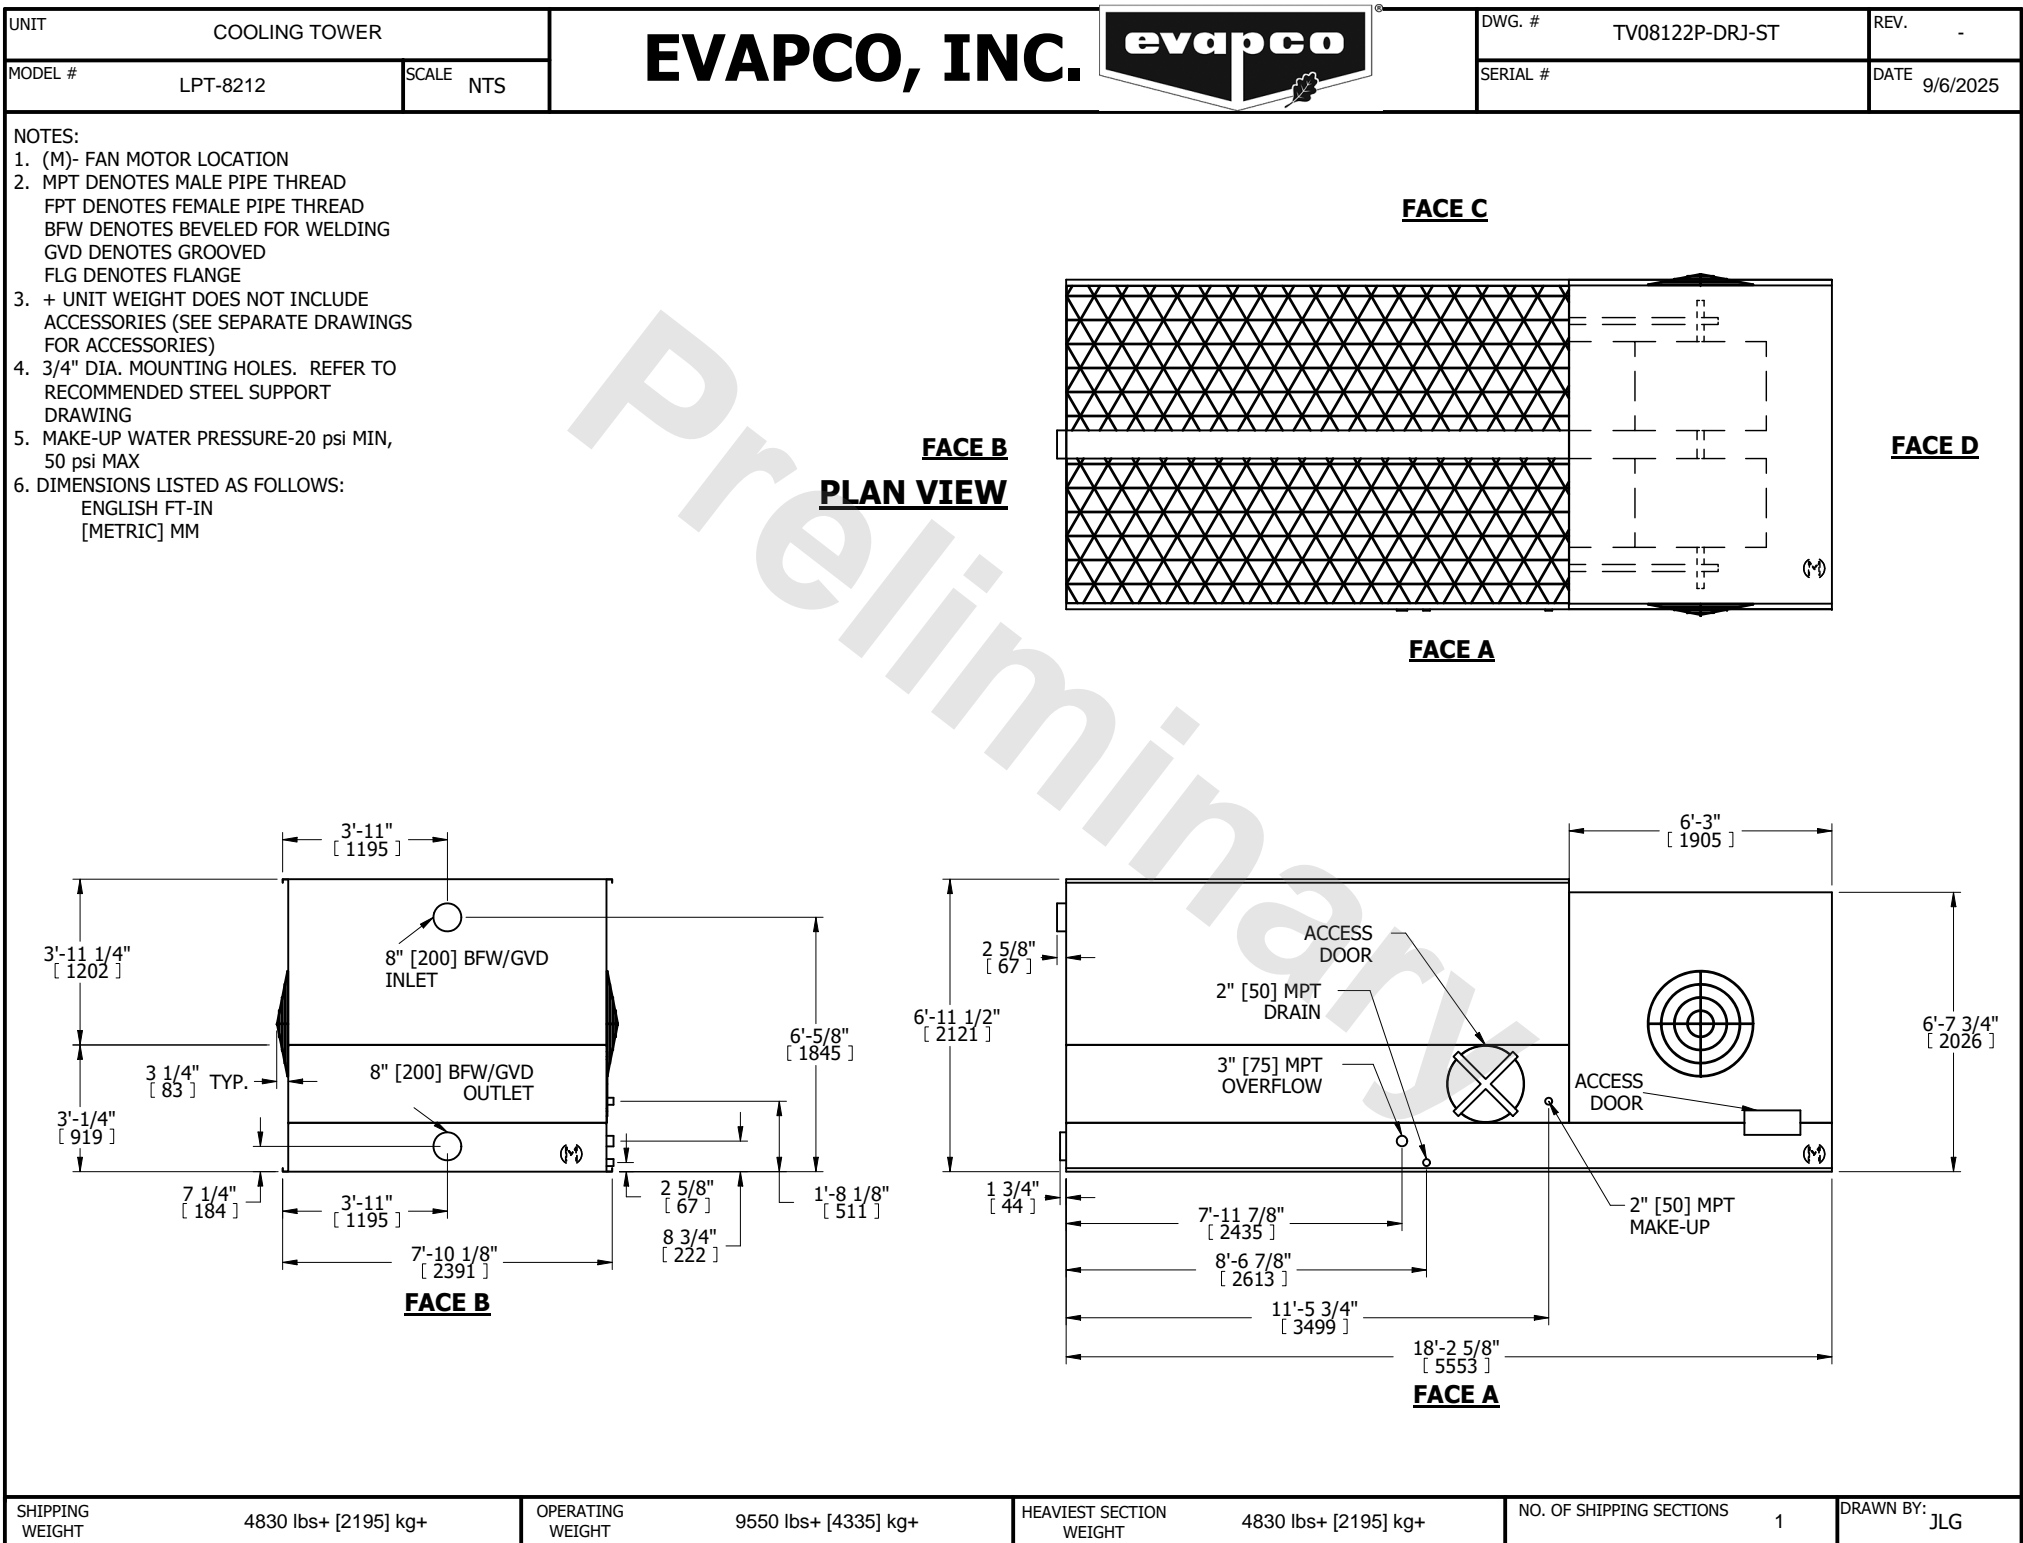 UNIT
COOLING TOWER
MODEL #
LPT-8212
SCALE
NTS
EVAPCO, INC.
evapco
®
DWG. #
TV08122P-DRJ-ST
REV.
-
SERIAL #
DATE
9/6/2025
NOTES:
1. (M)- FAN MOTOR LOCATION
2. MPT DENOTES MALE PIPE THREAD
FPT DENOTES FEMALE PIPE THREAD
BFW DENOTES BEVELED FOR WELDING
GVD DENOTES GROOVED
FLG DENOTES FLANGE
3. + UNIT WEIGHT DOES NOT INCLUDE
ACCESSORIES (SEE SEPARATE DRAWINGS
FOR ACCESSORIES)
4. 3/4" DIA. MOUNTING HOLES. REFER TO
RECOMMENDED STEEL SUPPORT
DRAWING
5. MAKE-UP WATER PRESSURE-20 psi MIN,
50 psi MAX
6. DIMENSIONS LISTED AS FOLLOWS:
ENGLISH FT-IN
[METRIC] MM
Preliminary
FACE C
FACE B
PLAN VIEW
FACE D
(M)
FACE A
3'-11"
[ 1195 ]
3'-11 1/4"
[ 1202 ]
8" [200] BFW/GVD
INLET
6'-5/8"
[ 1845 ]
3 1/4"
[ 83 ]
TYP.
8" [200] BFW/GVD
OUTLET
3'-1/4"
[ 919 ]
(M)
7 1/4"
[ 184 ]
3'-11"
[ 1195 ]
2 5/8"
[ 67 ]
1'-8 1/8"
[ 511 ]
8 3/4"
[ 222 ]
7'-10 1/8"
[ 2391 ]
FACE B
6'-3"
[ 1905 ]
2 5/8"
[ 67 ]
ACCESS
DOOR
2" [50] MPT
DRAIN
6'-11 1/2"
[ 2121 ]
6'-7 3/4"
[ 2026 ]
3" [75] MPT
OVERFLOW
ACCESS
DOOR
(M)
1 3/4"
[ 44 ]
2" [50] MPT
MAKE-UP
7'-11 7/8"
[ 2435 ]
8'-6 7/8"
[ 2613 ]
11'-5 3/4"
[ 3499 ]
18'-2 5/8"
[ 5553 ]
FACE A
SHIPPING
WEIGHT
4830 lbs+ [2195] kg+
OPERATING
WEIGHT
9550 lbs+ [4335] kg+
HEAVIEST SECTION
WEIGHT
4830 lbs+ [2195] kg+
NO. OF SHIPPING SECTIONS
1
DRAWN BY:
JLG